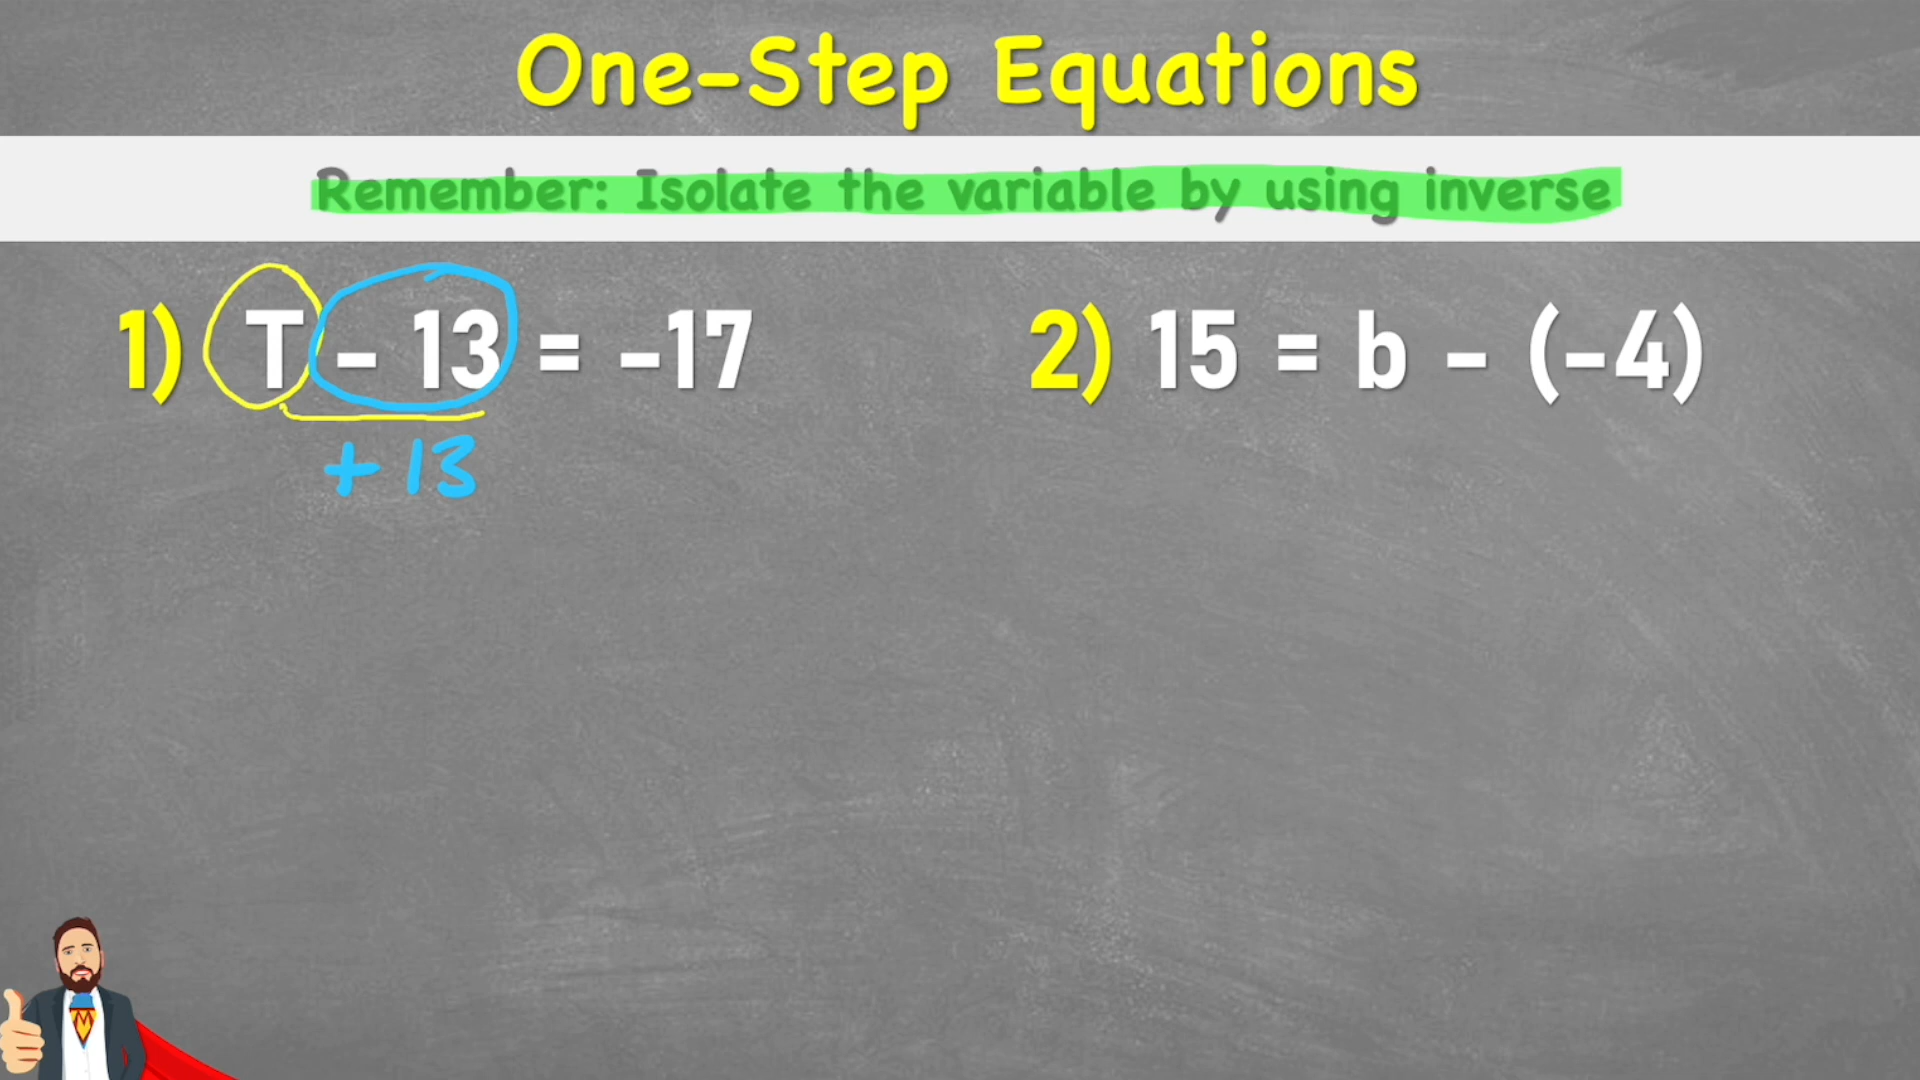 One-Step Equations
Remember: Isolate the variable by using inverse
1) T - 13 = -17
+ 13
2) 15 = b - (-4)
M